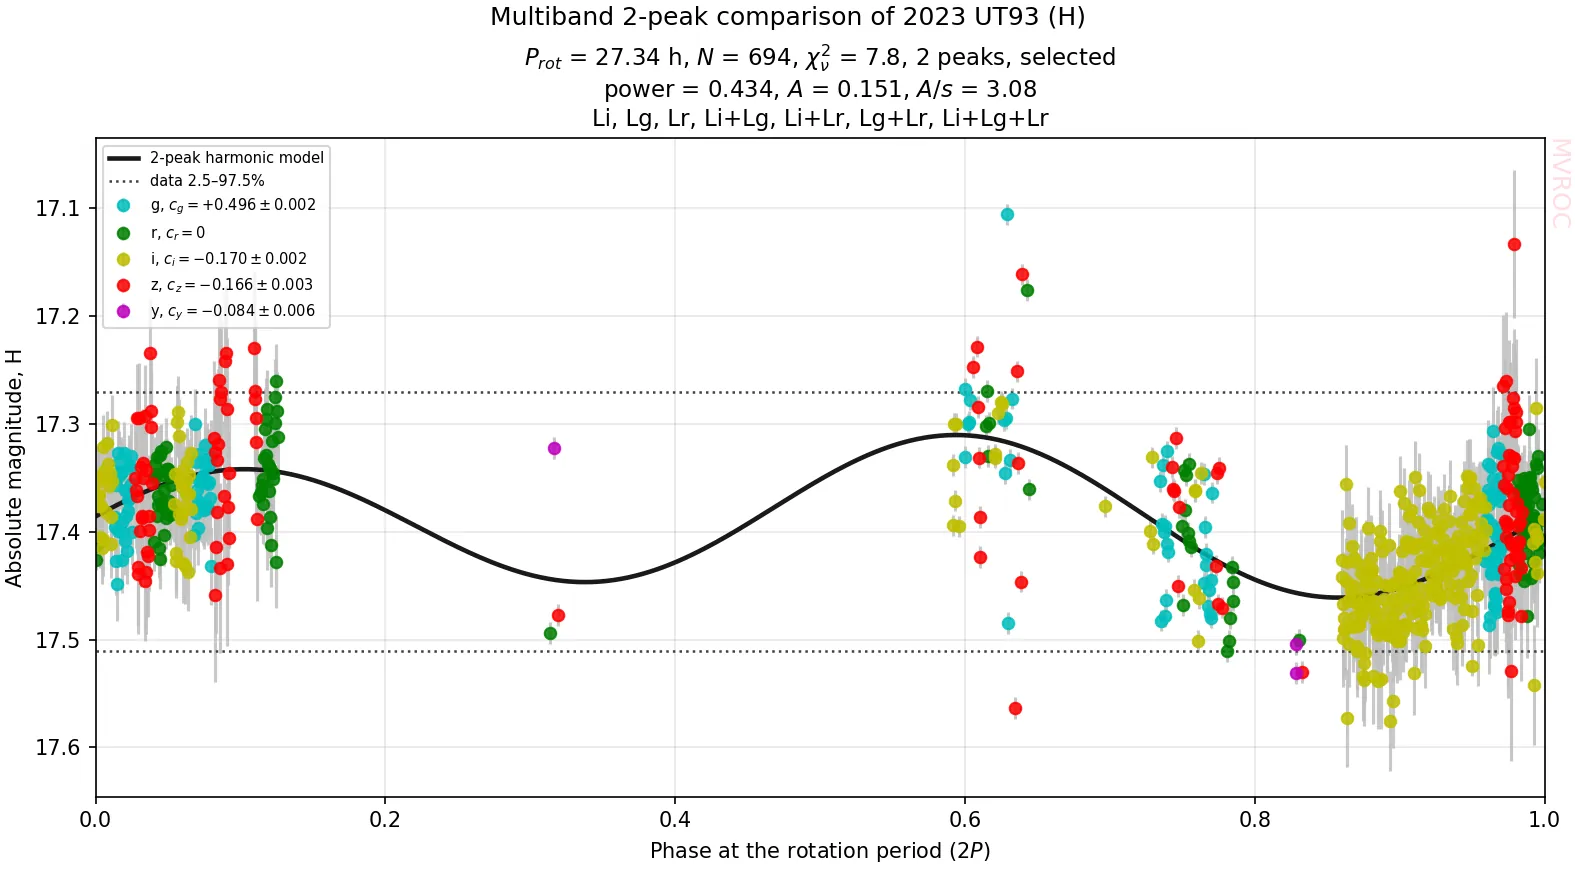 Multiband 2-peak comparison of 2023 UT93 (H)
P_rot = 27.34 h, N = 694, χ²_ν = 7.8, 2 peaks, selected
power = 0.434, A = 0.151, A/s = 3.08
Li, Lg, Lr, Li+Lg, Li+Lr, Lg+Lr, Li+Lg+Lr
2-peak harmonic model
data 2.5–97.5%
g, c_g = +0.496 ± 0.002
r, c_r = 0
i, c_i = −0.170 ± 0.002
z, c_z = −0.166 ± 0.003
y, c_y = −0.084 ± 0.006
MVROC
Absolute magnitude, H
17.1
17.2
17.3
17.4
17.5
17.6
0.0 0.2 0.4 0.6 0.8 1.0
Phase at the rotation period (2P)